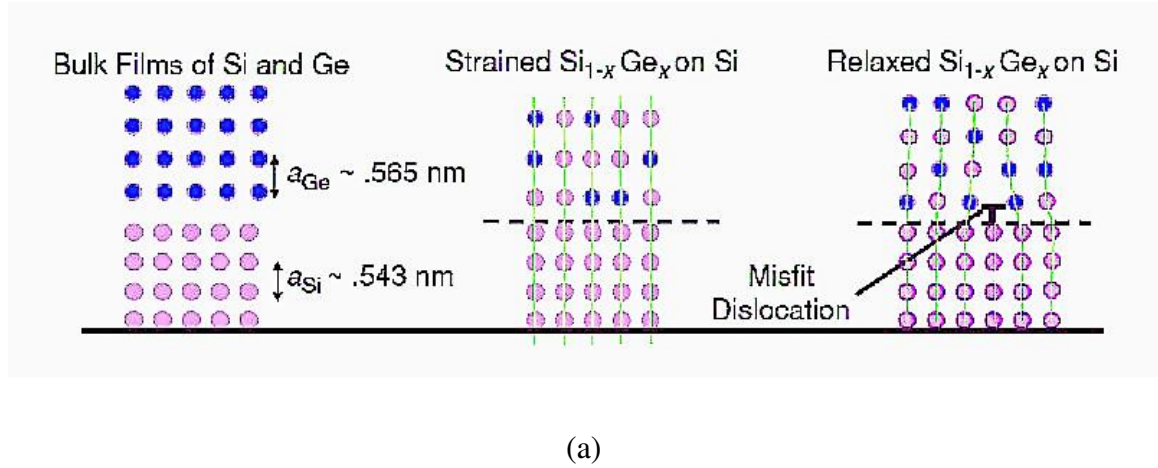 Bulk Films of Si and Ge
Strained Si1-xGex on Si
Relaxed Si1-xGex on Si
aGe ~ .565 nm
aSi ~ .543 nm
Misfit
Dislocation
(a)